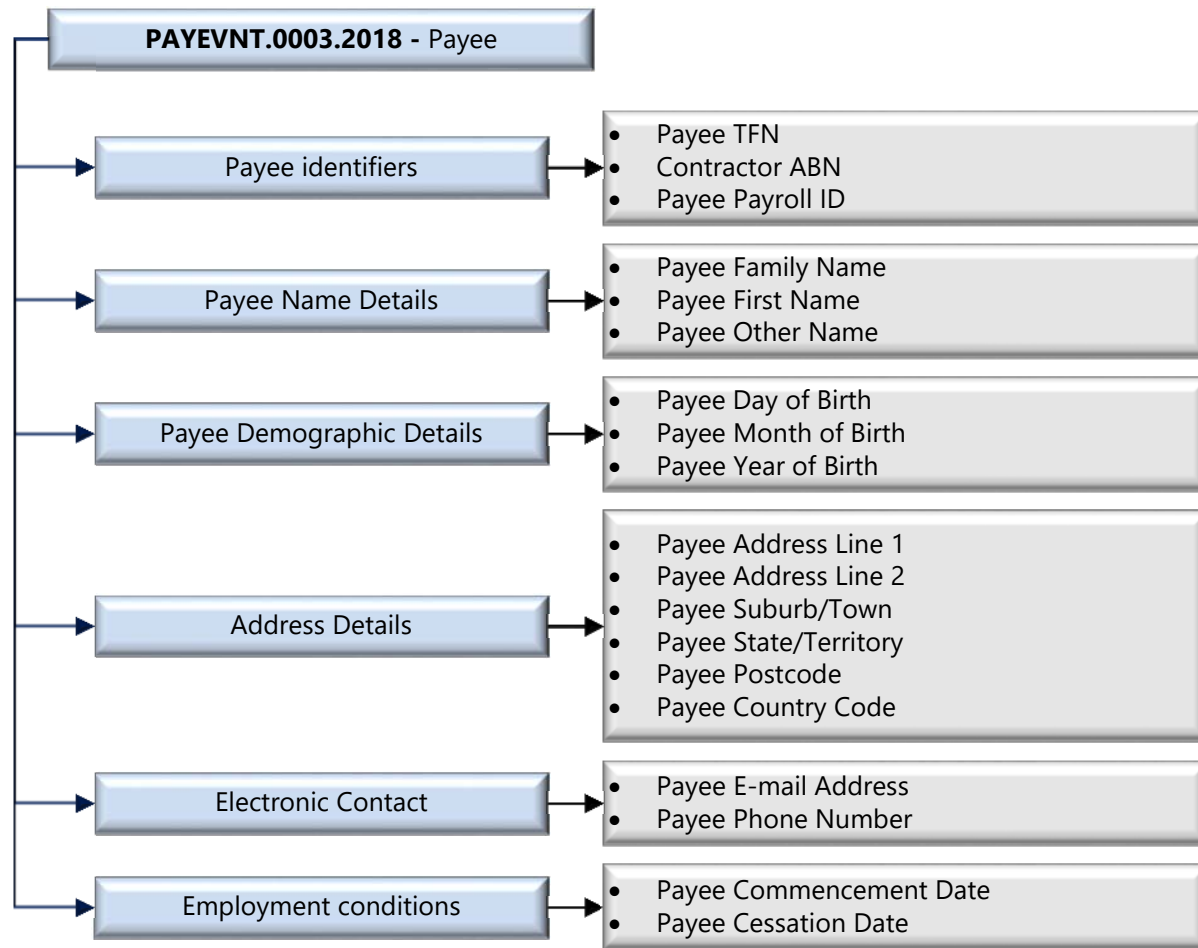 PAYEVNT.0003.2018 - Payee
Payee identifiers
• Payee TFN
• Contractor ABN
• Payee Payroll ID
Payee Name Details
• Payee Family Name
• Payee First Name
• Payee Other Name
Payee Demographic Details
• Payee Day of Birth
• Payee Month of Birth
• Payee Year of Birth
Address Details
• Payee Address Line 1
• Payee Address Line 2
• Payee Suburb/Town
• Payee State/Territory
• Payee Postcode
• Payee Country Code
Electronic Contact
• Payee E-mail Address
• Payee Phone Number
Employment conditions
• Payee Commencement Date
• Payee Cessation Date